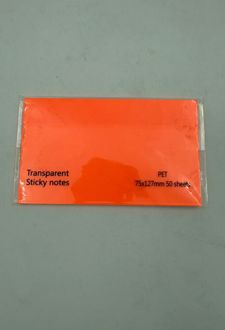 Transparent
Sticky notes
PET
75x127mm 50 sheets